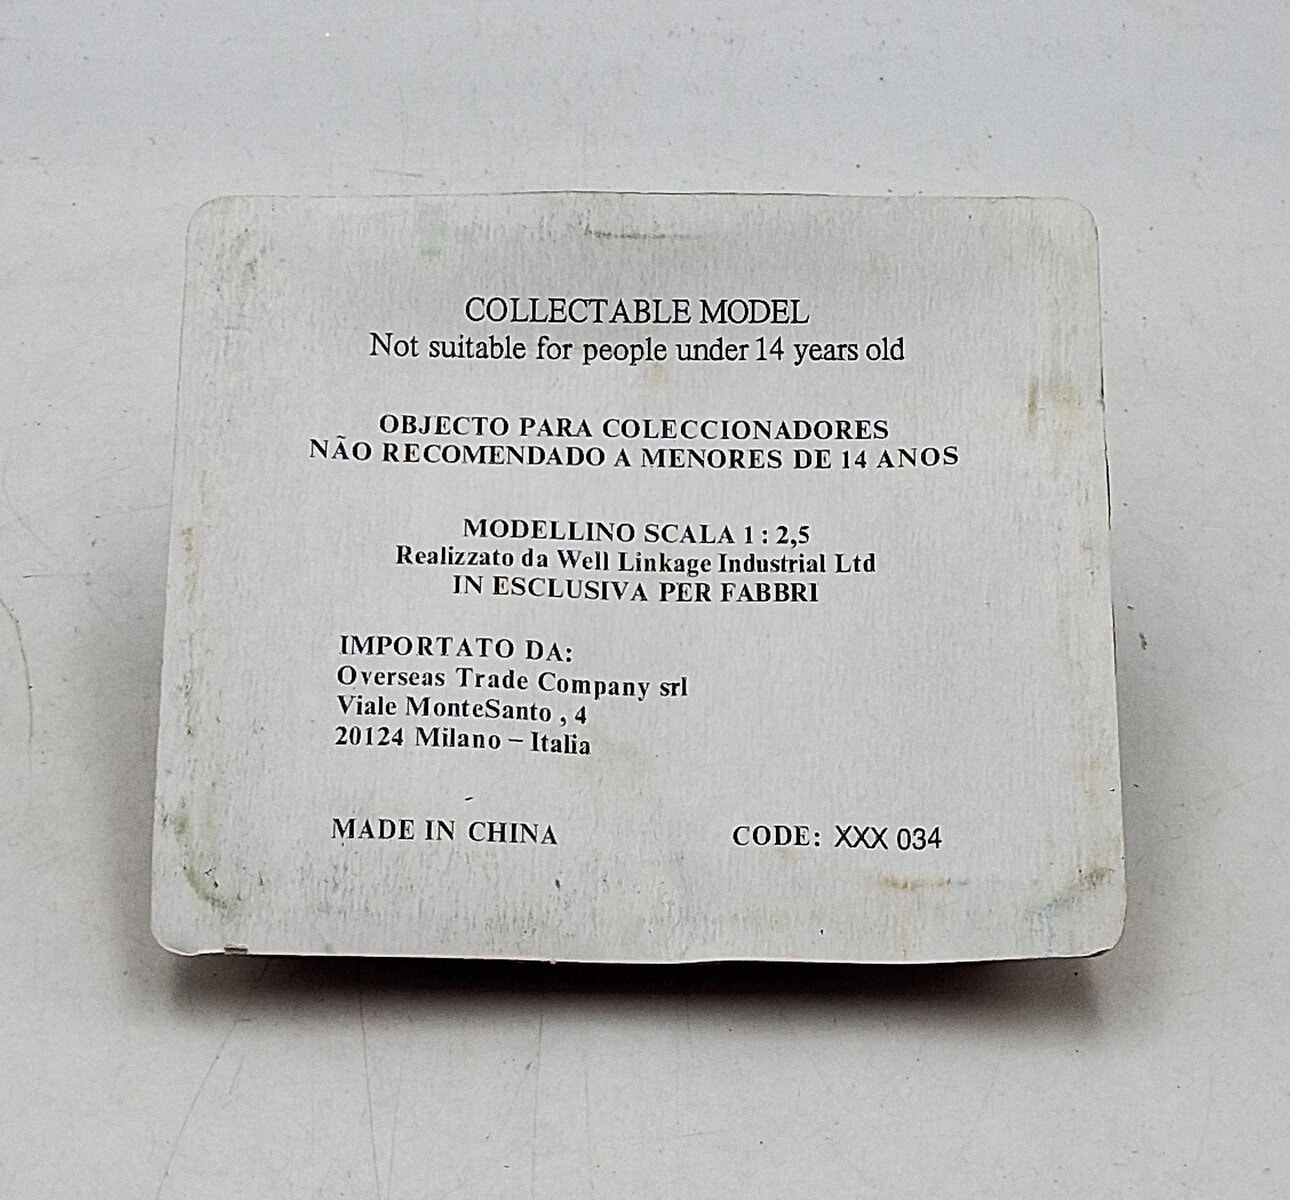 COLLECTABLE MODEL
Not suitable for people under 14 years old
OBJECTO PARA COLECCIONADORES
NÃO RECOMENDADO A MENORES DE 14 ANOS
MODELLINO SCALA 1 : 2,5
Realizzato da Well Linkage Industrial Ltd
IN ESCLUSIVA PER FABBRI
IMPORTATO DA:
Overseas Trade Company srl
Viale MonteSanto , 4
20124 Milano – Italia
MADE IN CHINA
CODE: XXX 034